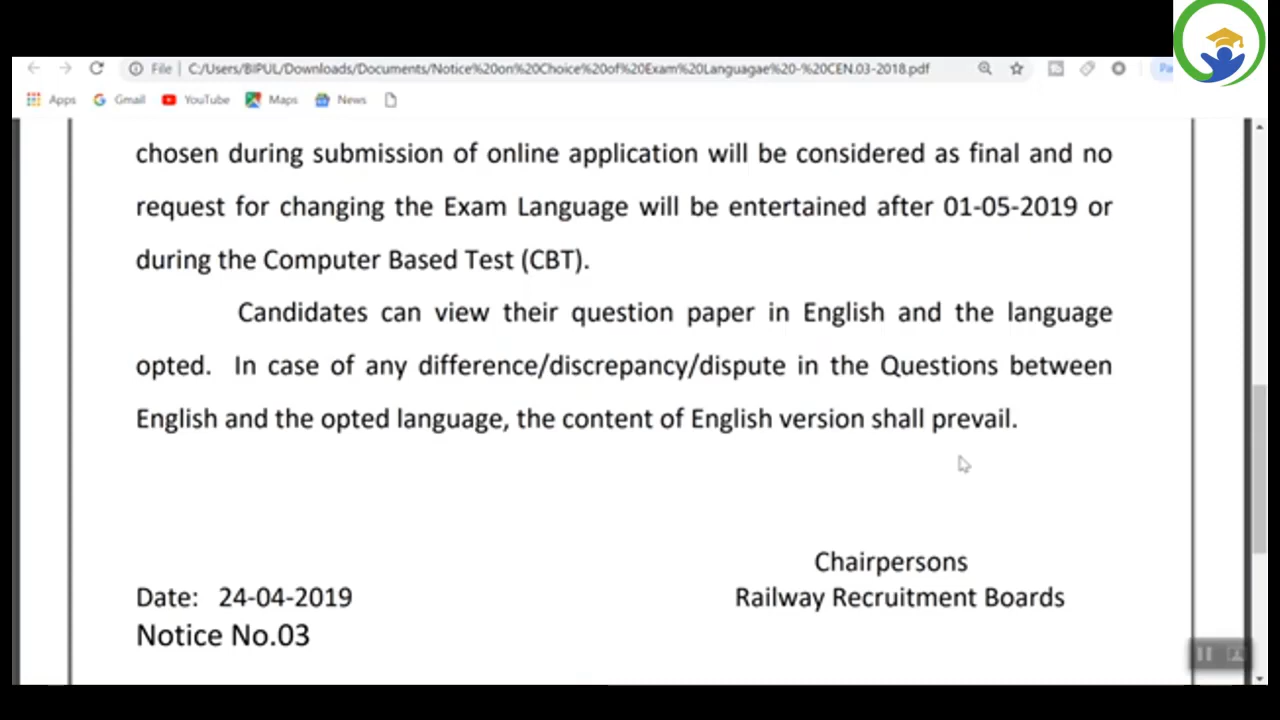 File | C:/Users/BIPUL/Downloads/Documents/Notice%20on%20Choice%20of%20Exam%20Languagae%20-%20CEN.03-2018.pdf
Apps Gmail YouTube Maps News
chosen during submission of online application will be considered as final and no
request for changing the Exam Language will be entertained after 01-05-2019 or
during the Computer Based Test (CBT).
Candidates can view their question paper in English and the language
opted. In case of any difference/discrepancy/dispute in the Questions between
English and the opted language, the content of English version shall prevail.
Chairpersons
Date: 24-04-2019 Railway Recruitment Boards
Notice No.03